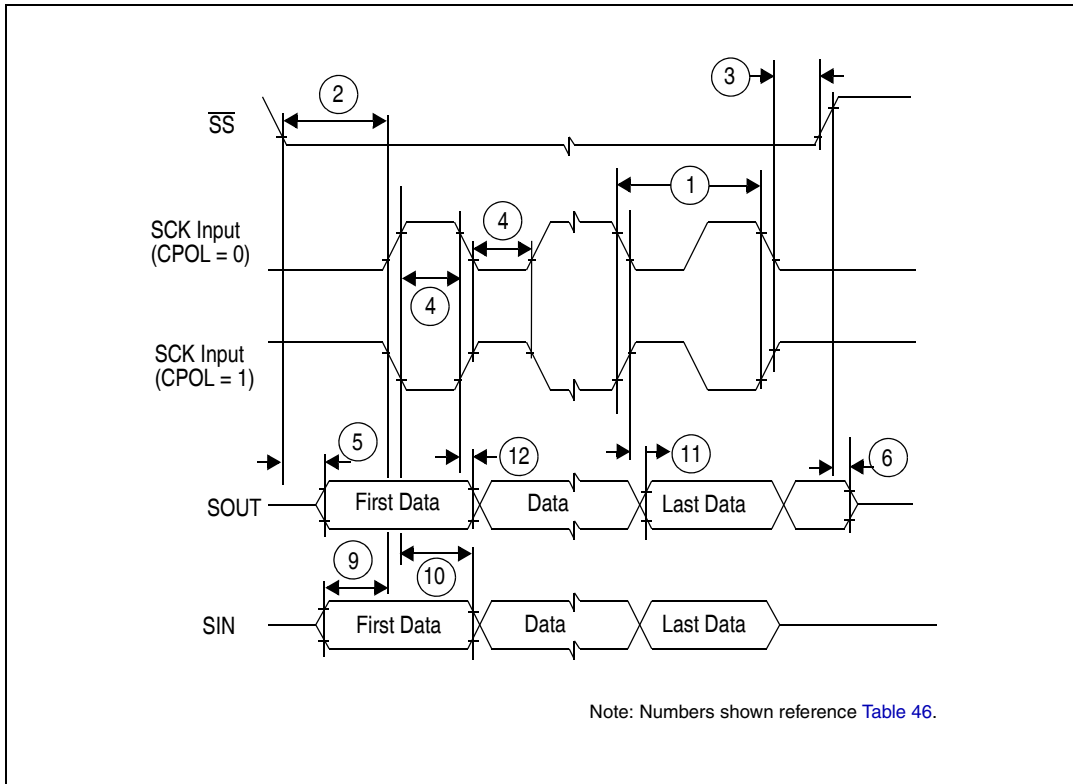 3
2
SS
1
SCK Input
(CPOL = 0)
4
4
SCK Input
(CPOL = 1)
5
12
11
6
SOUT
First Data
Data
Last Data
9
10
SIN
First Data
Data
Last Data
Note: Numbers shown reference Table 46.